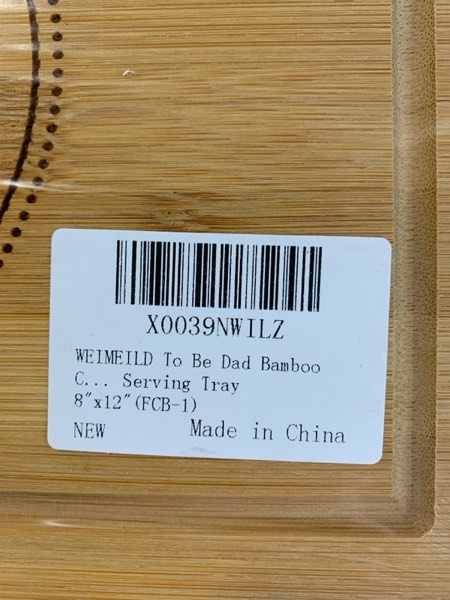 X0039NWILZ
WEIMEILD To Be Dad Bamboo
C... Serving Tray
8"x12"(FCB-1)
NEW Made in China